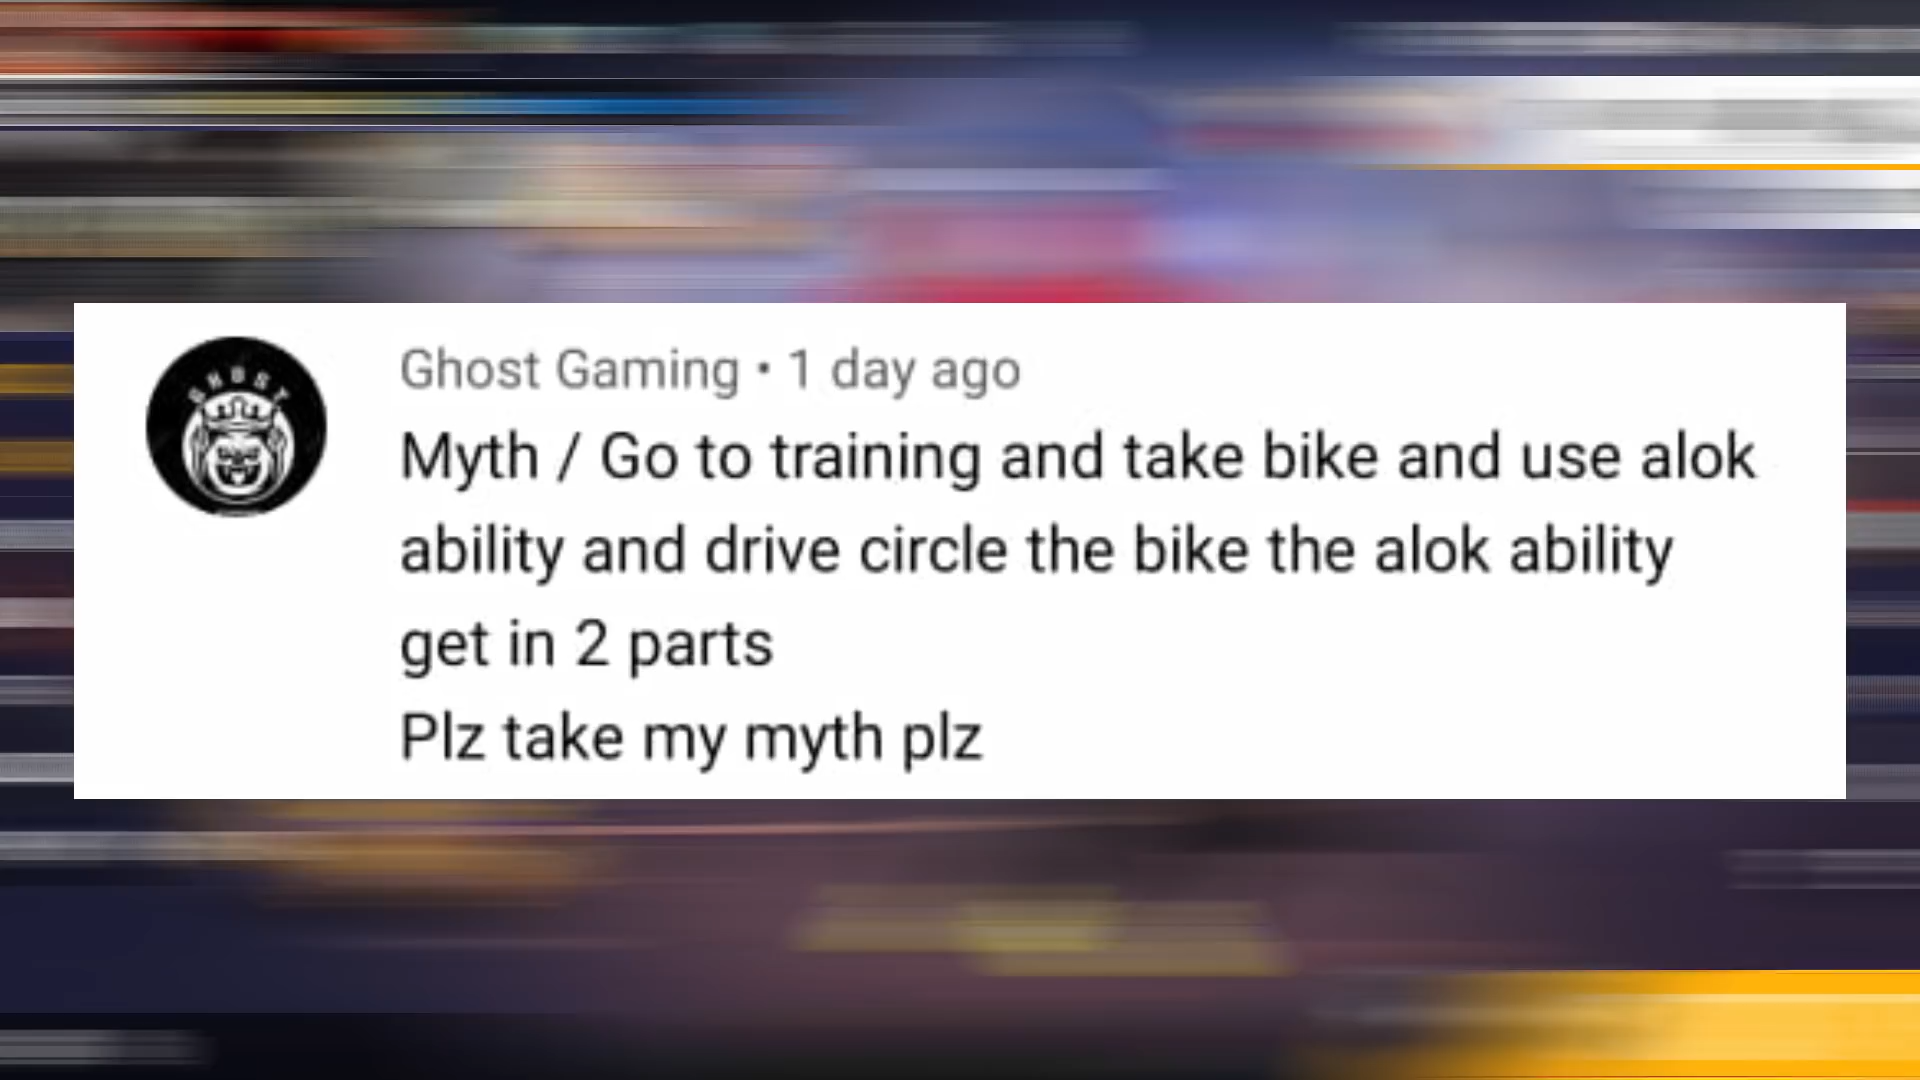 GHOST
Ghost Gaming • 1 day ago
Myth / Go to training and take bike and use alok
ability and drive circle the bike the alok ability
get in 2 parts
Plz take my myth plz